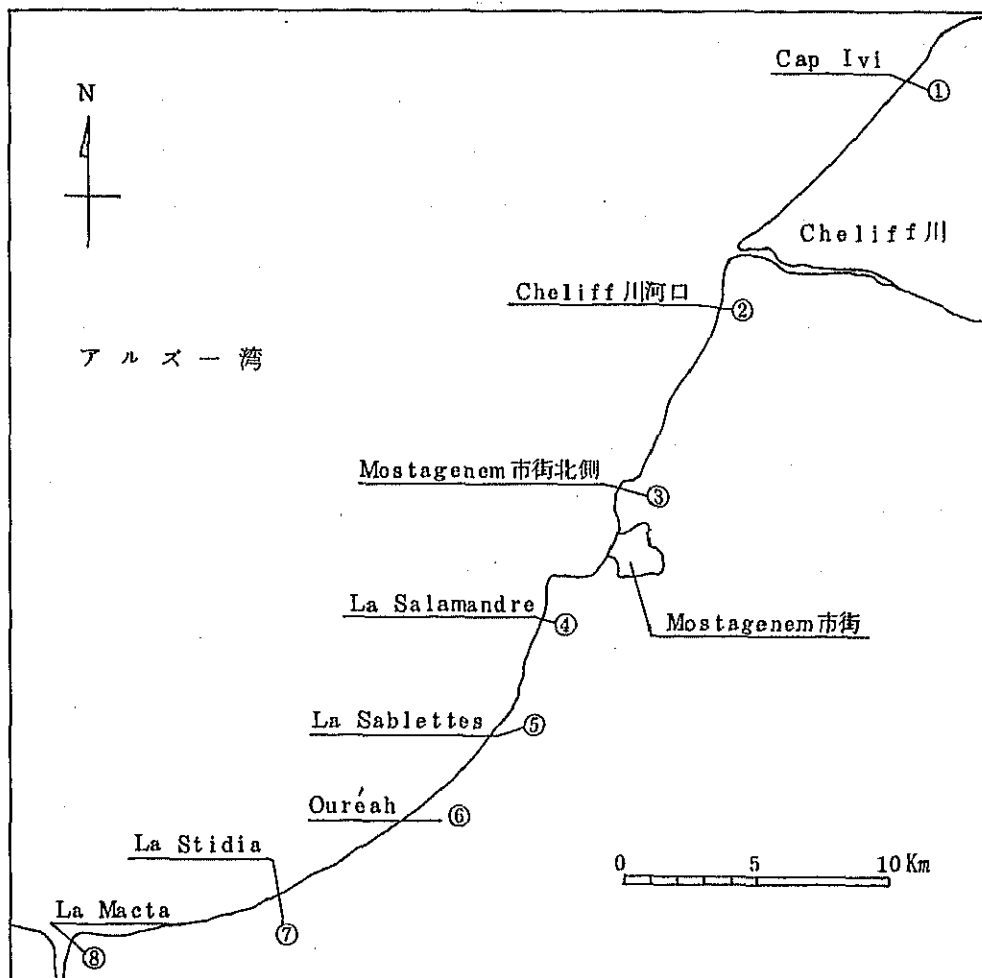 Cap Ivi
①
N
Cheliff川
Cheliff川河口
②
アルズー湾
Mostagenem市街北側
③
La Salamandre
④
Mostagenem市街
La Sablettes
⑤
Ouréah
⑥
La Stidia
0 5 10Km
La Macta
⑦
⑧